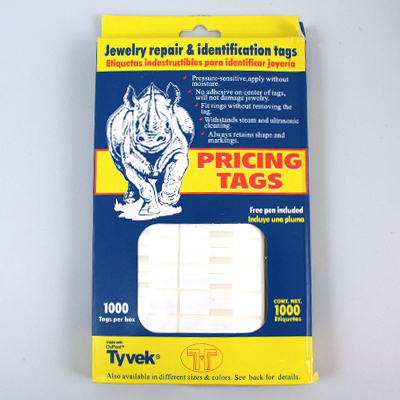 Jewelry repair & identification tags
Etiquetas indestructibles para identificar joyería
Pressure-sensitive, apply without
moisture.
No adhesive on center of tags,
will not damage jewelry.
Fit rings without removing the
tag.
Withstands steam and ultrasonic
cleaning.
Always retains shape and
markings.
PRICING
TAGS
Free pen included
Incluyo una pluma
1000
Tags per box
CONT. NET.
1000
Etiquetas
Made with
DuPont™
Tyvek®
T-T
Also available in different sizes & colors. See back for details.